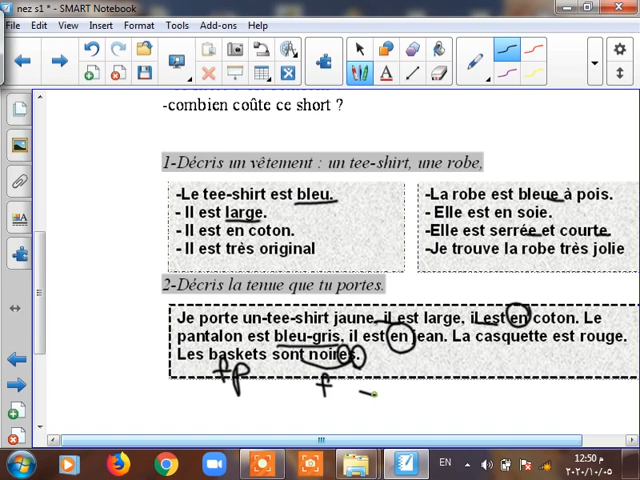 nez s1 * - SMART Notebook
File Edit View Insert Format Tools Add-ons Help
-combien coûte ce short ?
1-Décris un vêtement : un tee-shirt, une robe,
-Le tee-shirt est bleu.
- Il est large.
- Il est en coton.
- Il est très original
-La robe est bleue à pois.
- Elle est en soie.
-Elle est serrée et courte
-Je trouve la robe très jolie
2-Décris la tenue que tu portes.
Je porte un-tee-shirt jaune, il est large, iLest en coton. Le
pantalon est bleu-gris, il est en jean. La casquette est rouge.
Les baskets sont noires.
fp
f
EN
12:50 م
٢٠٢٠/١٠/٠٥